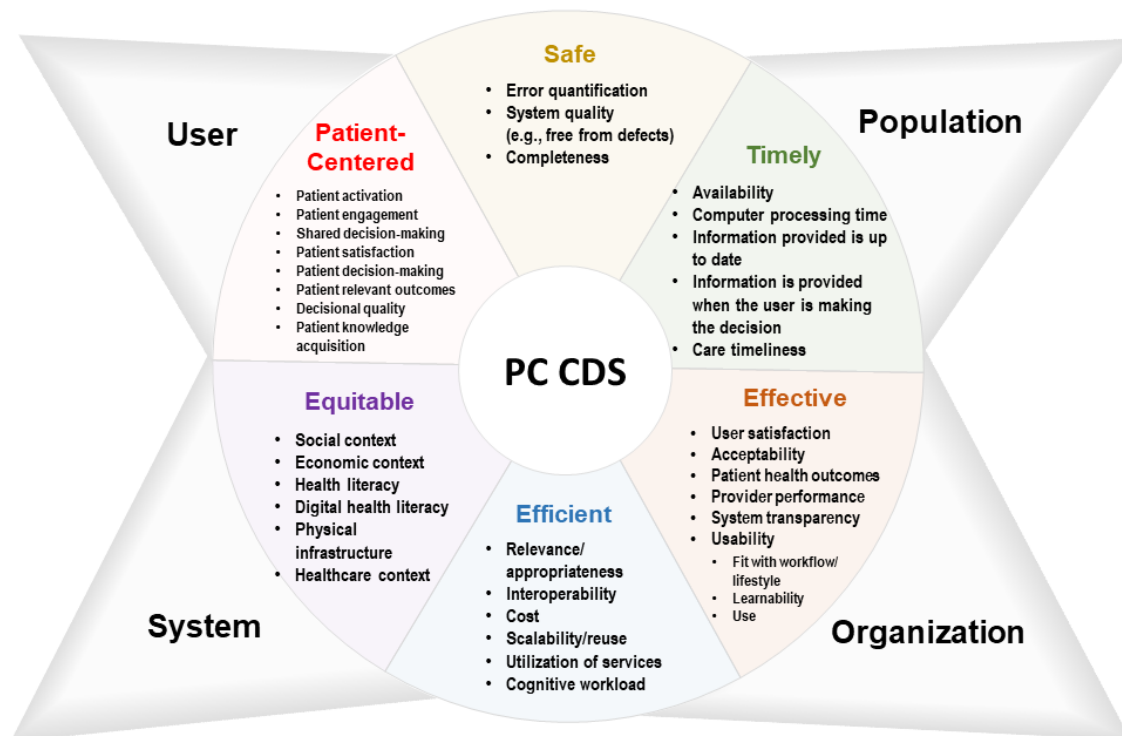 User
Population
System
Organization
PC CDS
Safe
• Error quantification
• System quality
(e.g., free from defects)
• Completeness
Timely
• Availability
• Computer processing time
• Information provided is up
to date
• Information is provided
when the user is making
the decision
• Care timeliness
Effective
• User satisfaction
• Acceptability
• Patient health outcomes
• Provider performance
• System transparency
• Usability
• Fit with workflow/
lifestyle
• Learnability
• Use
Efficient
• Relevance/
appropriateness
• Interoperability
• Cost
• Scalability/reuse
• Utilization of services
• Cognitive workload
Equitable
• Social context
• Economic context
• Health literacy
• Digital health literacy
• Physical
infrastructure
• Healthcare context
Patient-
Centered
• Patient activation
• Patient engagement
• Shared decision-making
• Patient satisfaction
• Patient decision-making
• Patient relevant outcomes
• Decisional quality
• Patient knowledge
acquisition